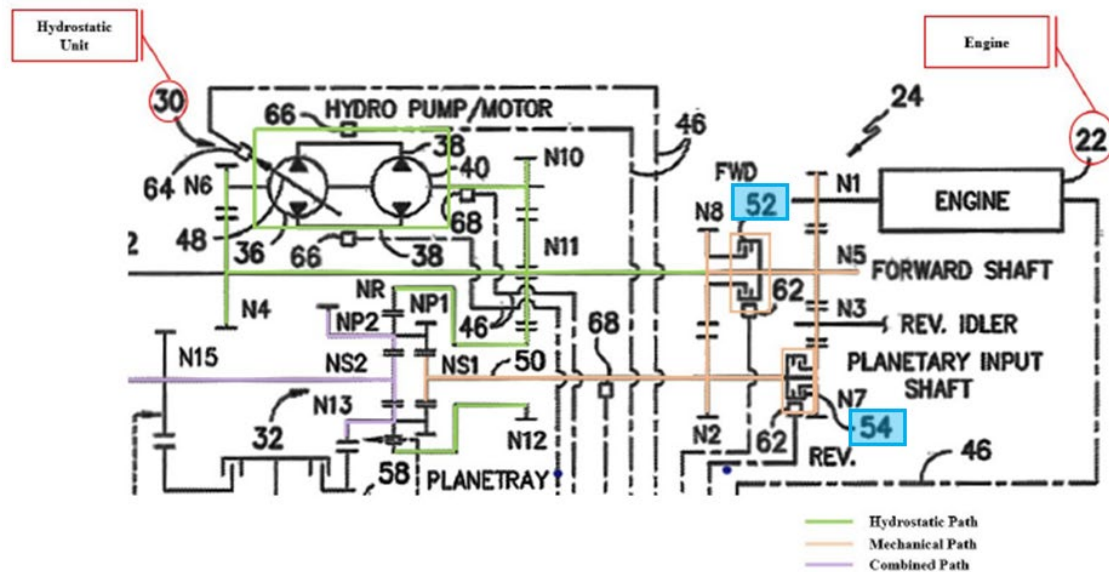 Hydrostatic
Unit
Engine
30
66
HYDRO PUMP/MOTOR
46
24
22
38
40
N10
64
N6
68
FWD
52
N1
ENGINE
N8
48
36
66
38
N11
N5
FORWARD SHAFT
2
NR
NP1
62
N4
NP2
46
68
N3
REV. IDLER
N15
NS2
NS1
50
PLANETARY INPUT
SHAFT
N13
32
N12
N2
62
N7
54
58
PLANETRAY
REV.
46
Hydrostatic Path
Mechanical Path
Combined Path